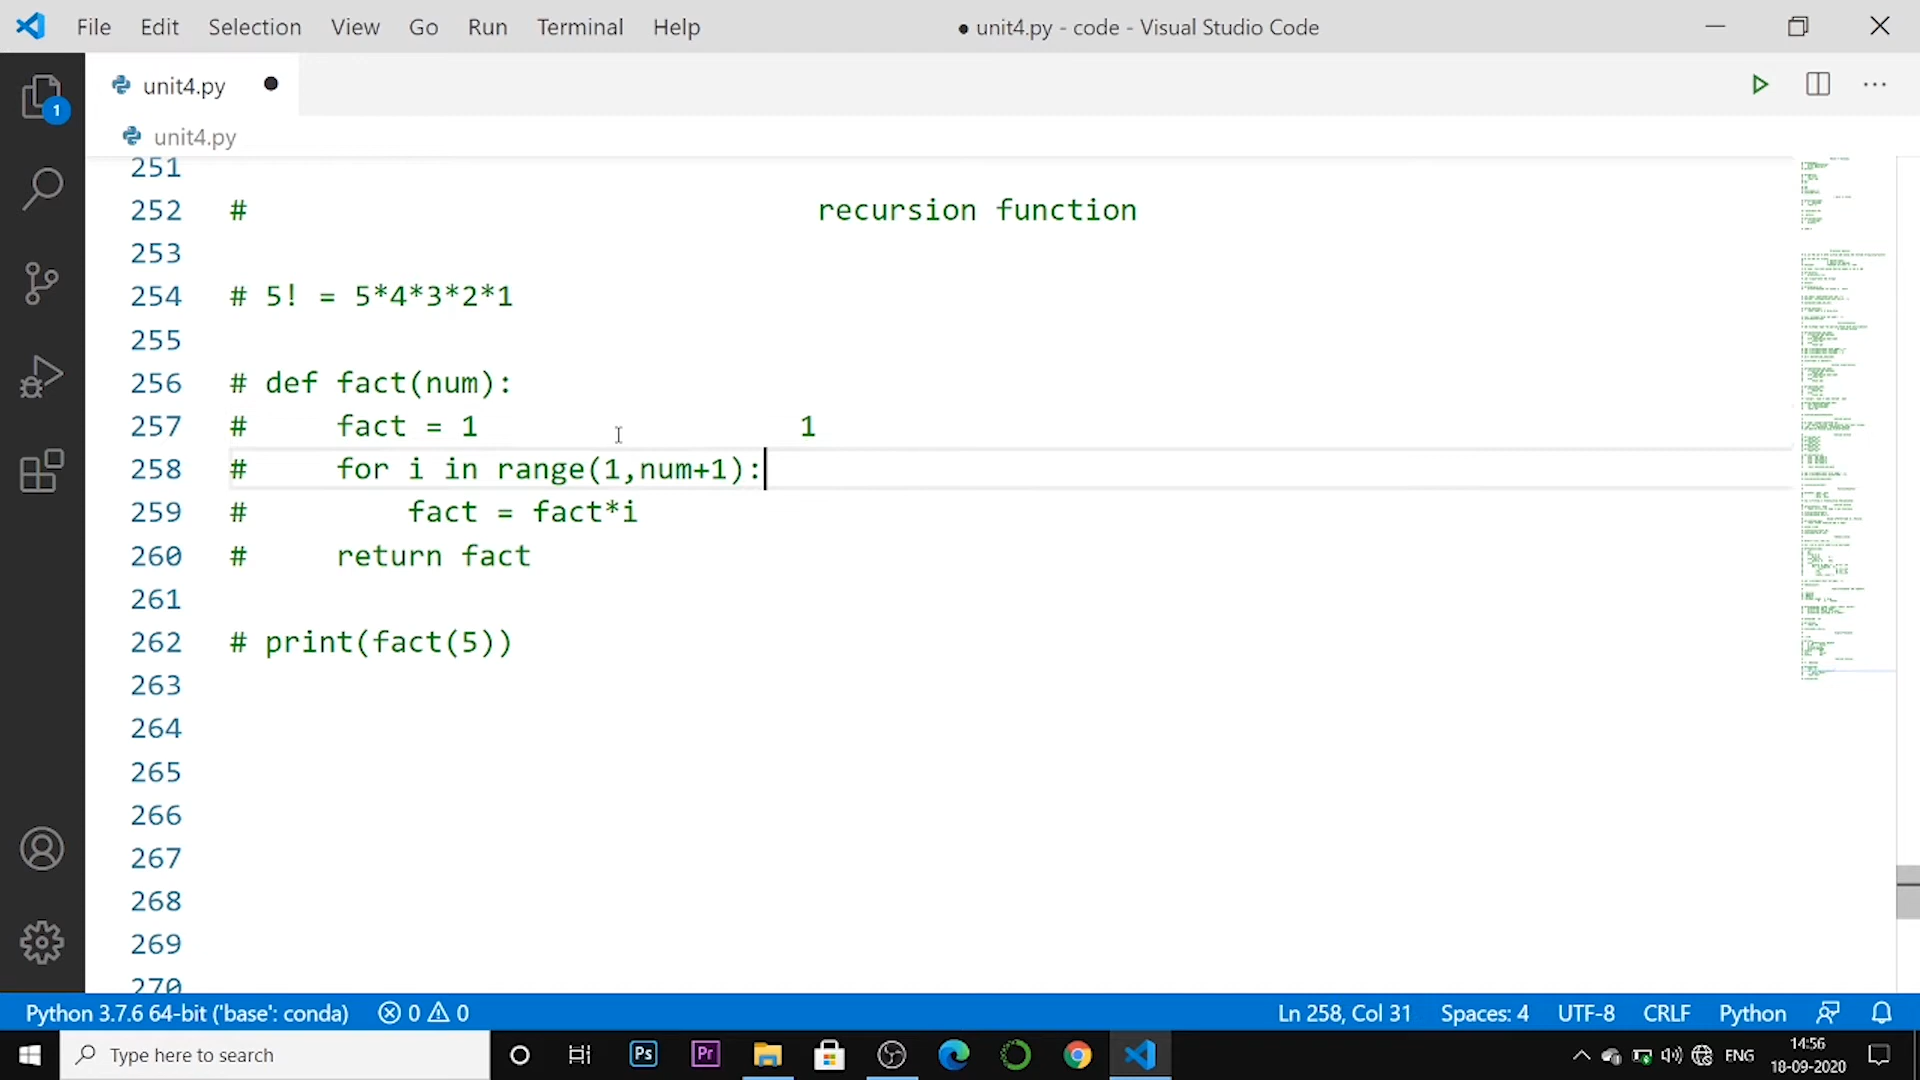 File Edit Selection View Go Run Terminal Help ● unit4.py - code - Visual Studio Code
unit4.py ●
1
unit4.py
251
252 # recursion function
253
254 # 5! = 5*4*3*2*1
255
256 # def fact(num):
257 #     fact = 1 1
258 #     for i in range(1,num+1):
259 #         fact = fact*i
260 #     return fact
261
262 # print(fact(5))
263
264
265
266
267
268
269
270
Python 3.7.6 64-bit ('base': conda) 0 0 Ln 258, Col 31 Spaces: 4 UTF-8 CRLF Python
Type here to search Ps Pr ENG 14:56
18-09-2020